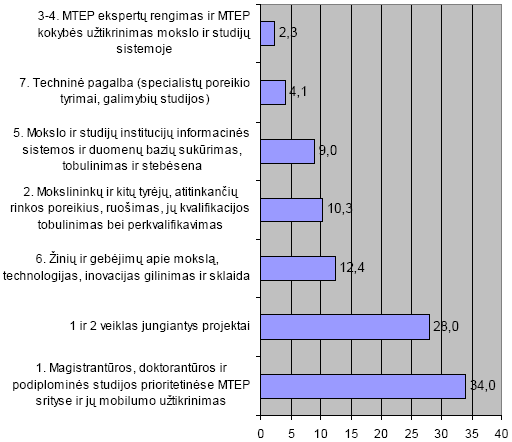 3-4. MTEP ekspertų rengimas ir MTEP
kokybės užtikrinimas mokslo ir studijų
sistemoje
2,3
7. Techninė pagalba (specialistų poreikio
tyrimai, galimybių studijos)
4,1
5. Mokslo ir studijų institucijų informacinės
sistemos ir duomenų bazių sukūrimas,
tobulinimas ir stebėsena
9,0
2. Mokslininkų ir kitų tyrėjų, atitinkančių
rinkos poreikius, ruošimas, jų kvalifikacijos
tobulinimas bei perkvalifikavimas
10,3
6. Žinių ir gebėjimų apie mokslą,
technologijas, inovacijas gilinimas ir sklaida
12,4
1 ir 2 veiklas jungiantys projektai
28,0
1. Magistrantūros, doktorantūros ir
podiplominės studijos prioritetinėse MTEP
srityse ir jų mobilumo užtikrinimas
34,0
0 5 10 15 20 25 30 35 40